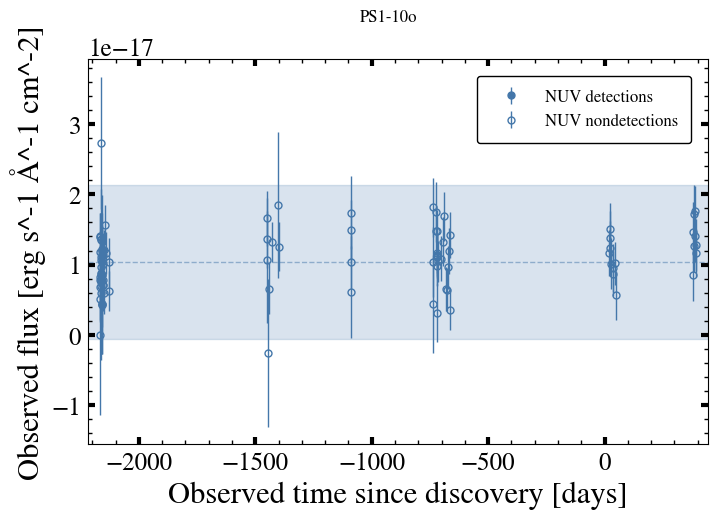 PS1-10o
1e−17
Observed flux [erg s^-1 Å^-1 cm^-2]
3
2
1
0
−1
NUV detections
NUV nondetections
−2000 −1500 −1000 −500 0
Observed time since discovery [days]